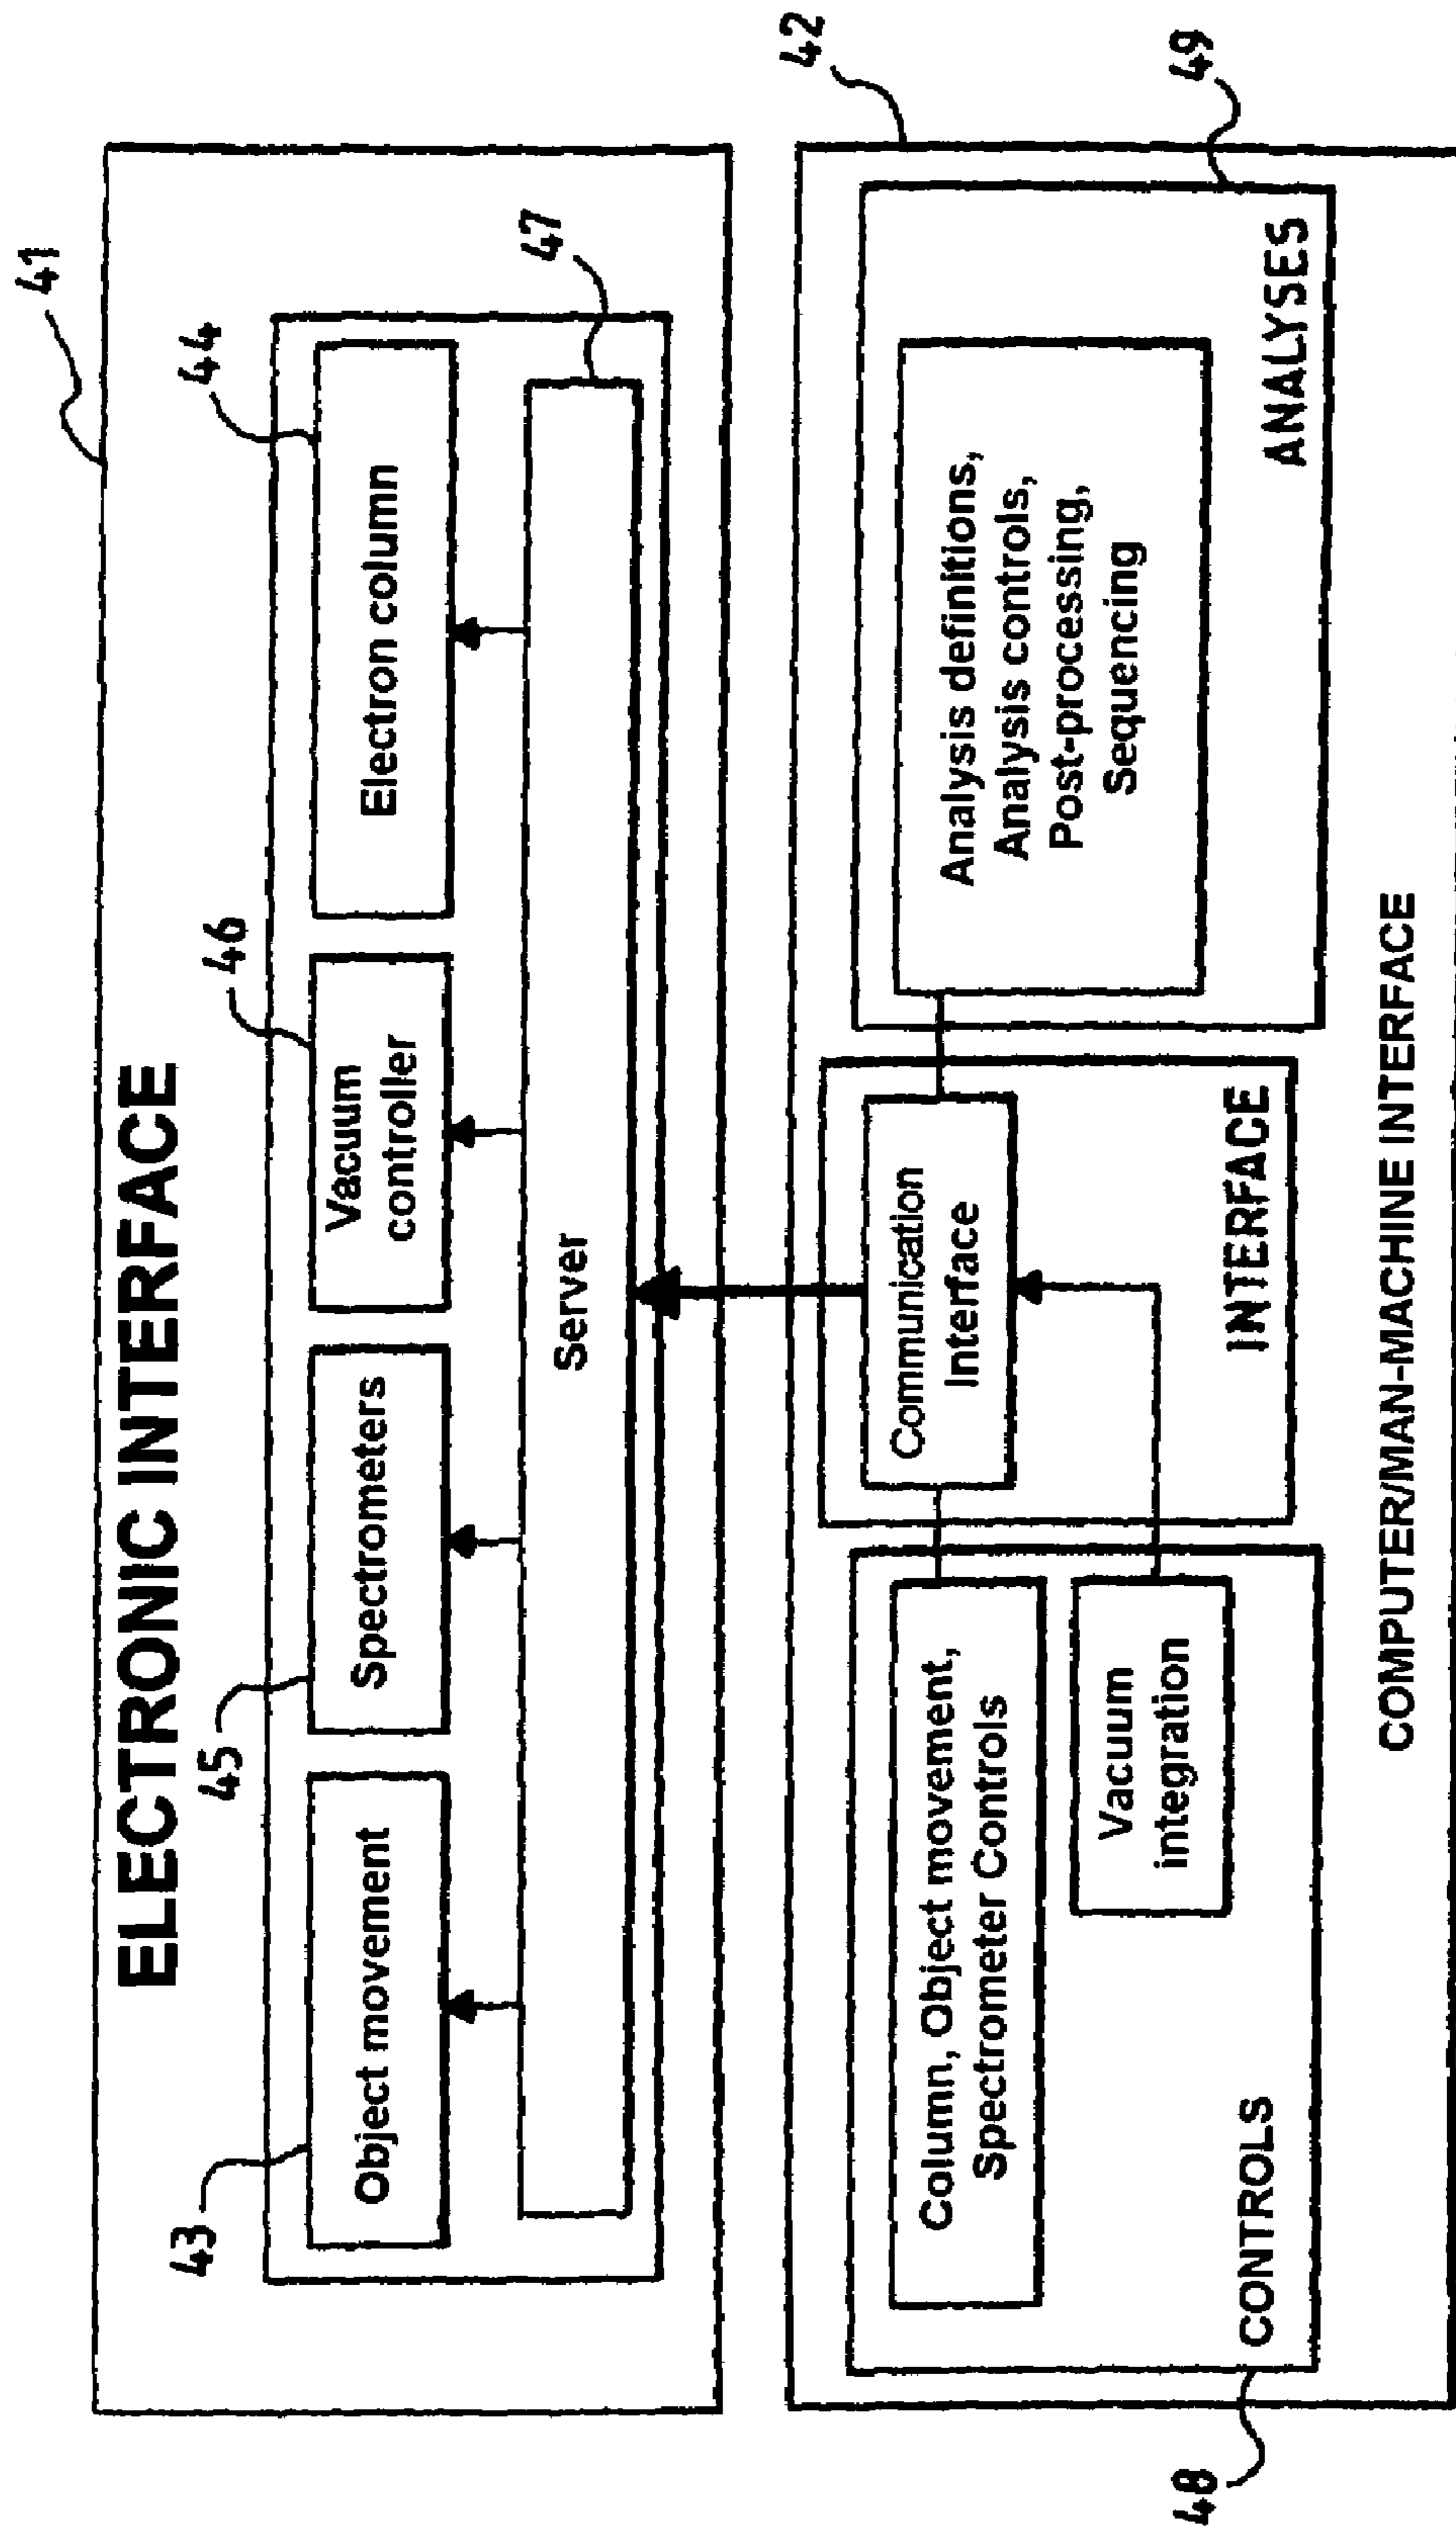 41
ELECTRONIC INTERFACE
43
45
46
44
Object movement
Spectrometers
Vacuum
controller
Electron column
47
Server
42
Column, Object movement,
Spectrometer Controls
Vacuum
integration
CONTROLS
48
Communication
Interface
INTERFACE
Analysis definitions,
Analysis controls,
Post-processing,
Sequencing
ANALYSES
49
COMPUTER/MAN-MACHINE INTERFACE